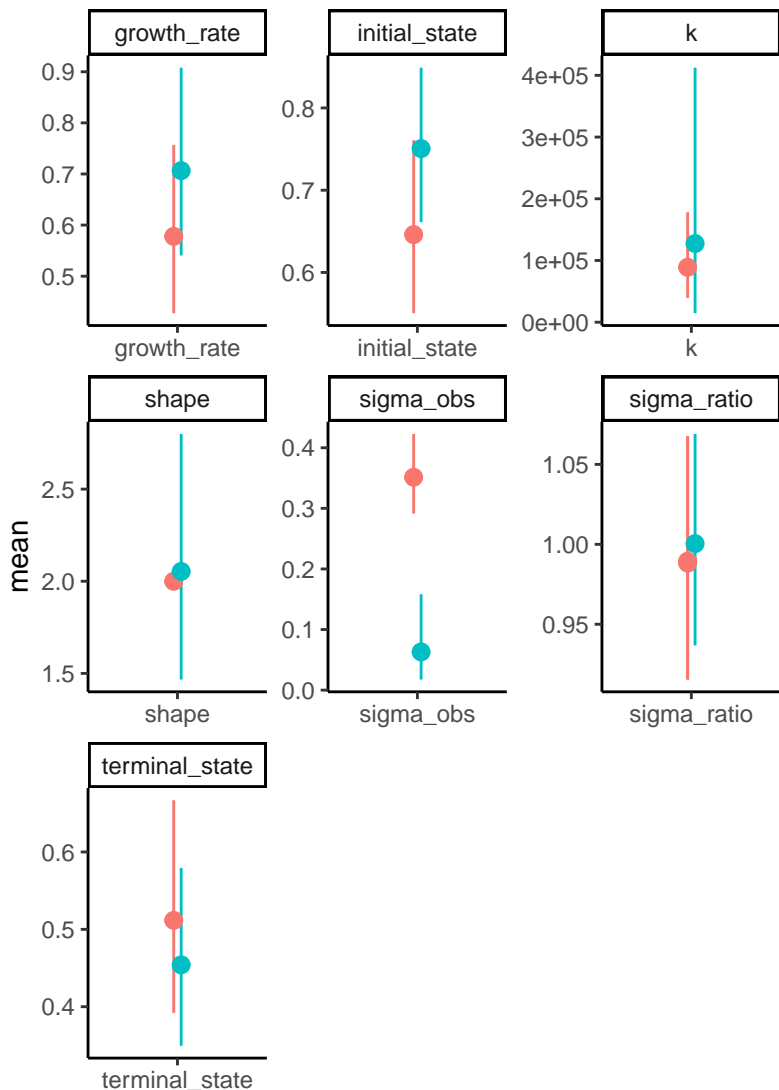 growth_rate
initial_state
k
0.9
0.8
0.7
0.6
0.5
0.8
0.7
0.6
4e+05
3e+05
2e+05
1e+05
0e+00
growth_rate
initial_state
k
shape
sigma_obs
sigma_ratio
2.5
2.0
1.5
0.4
0.3
0.2
0.1
0.0
1.05
1.00
0.95
mean
shape
sigma_obs
sigma_ratio
terminal_state
0.6
0.5
0.4
terminal_state